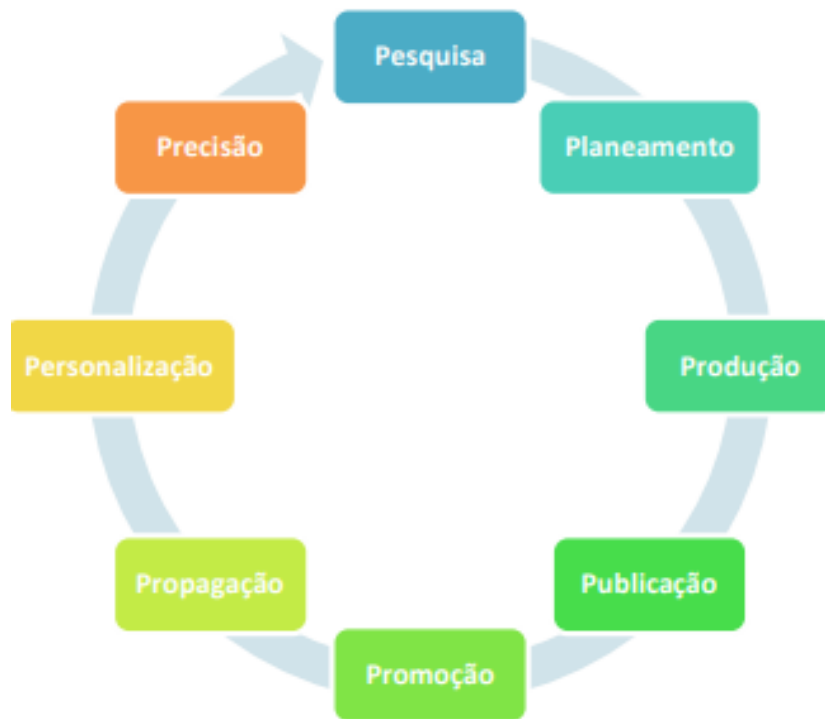 Pesquisa
Planeamento
Produção
Publicação
Promoção
Propagação
Personalização
Precisão